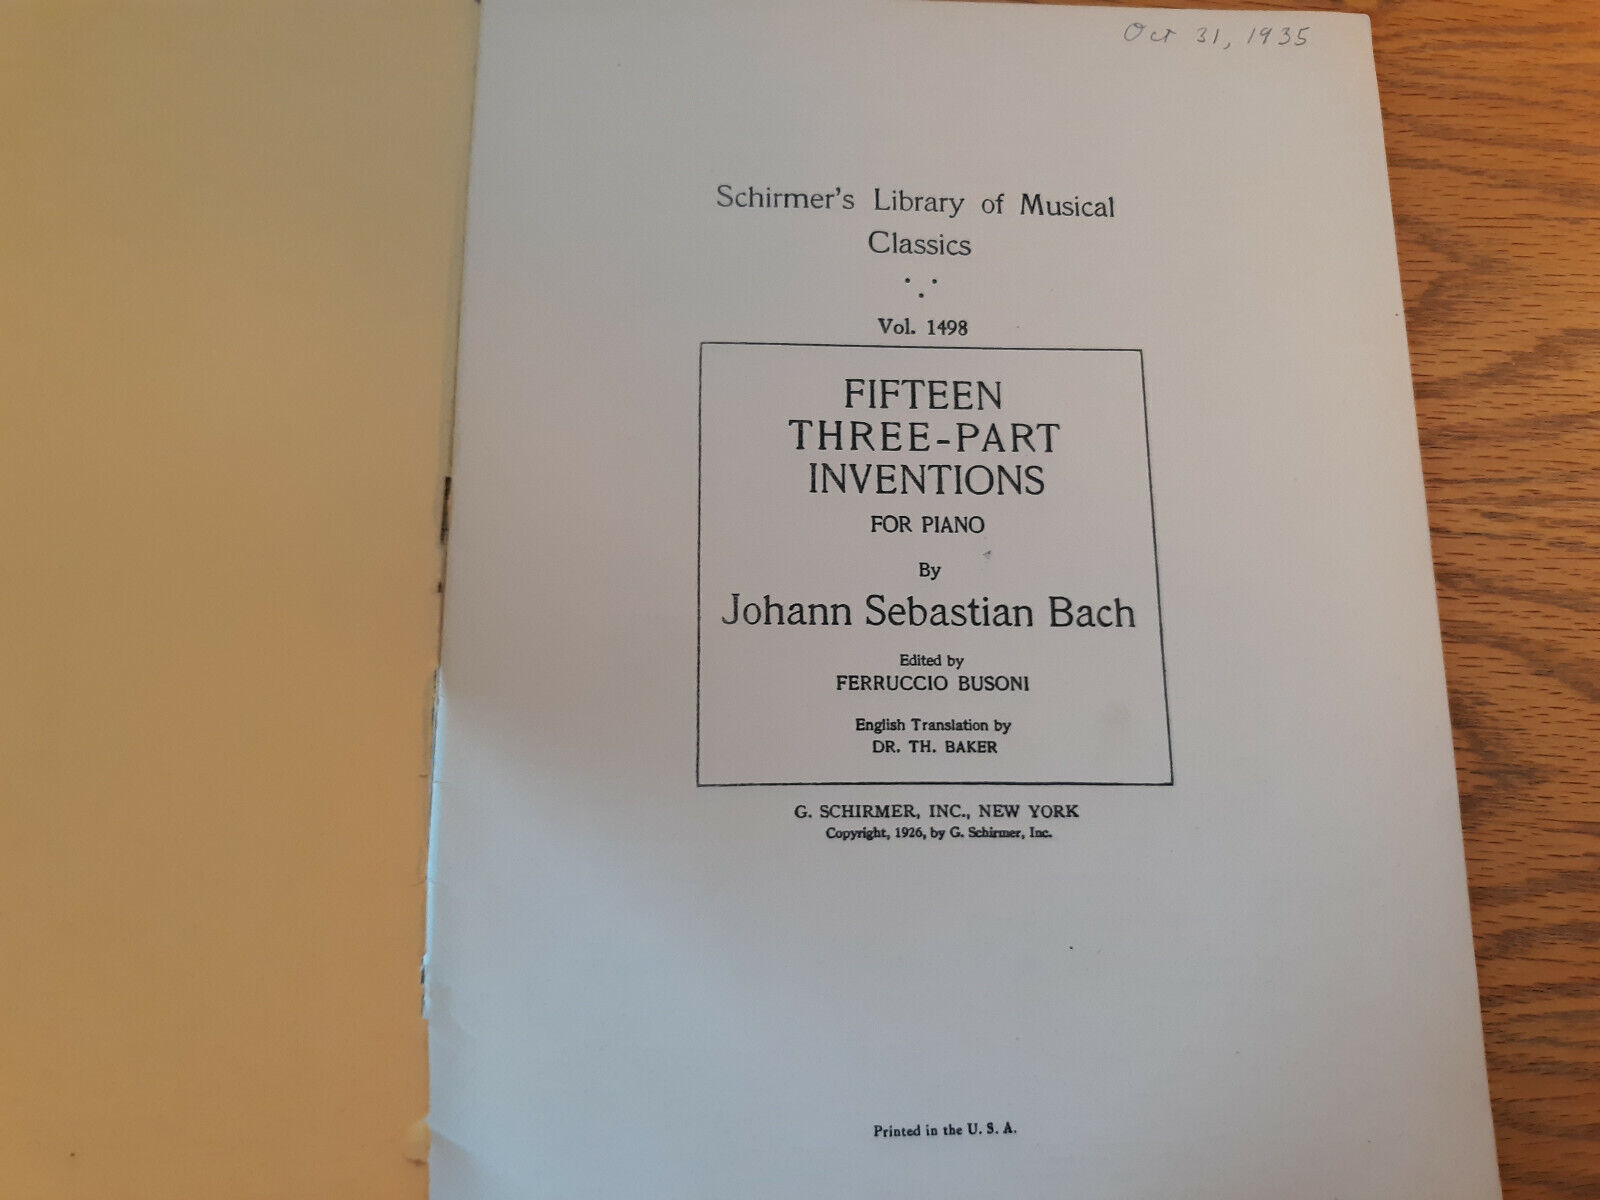 Oct 31, 1935
Schirmer's Library of Musical
Classics
Vol. 1498
FIFTEEN
THREE-PART
INVENTIONS
FOR PIANO
By
Johann Sebastian Bach
Edited by
FERRUCCIO BUSONI
English Translation by
DR. TH. BAKER
G. SCHIRMER, INC., NEW YORK
Copyright, 1926, by G. Schirmer, Inc.
Printed in the U. S. A.